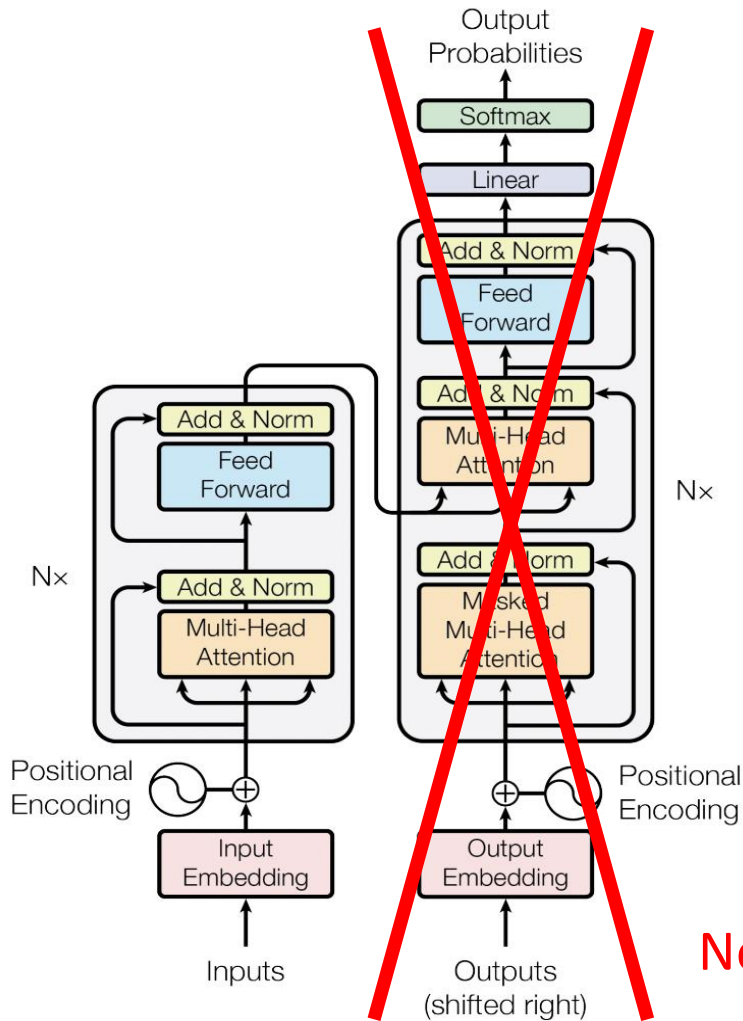 Output
Probabilities
Softmax
Linear
Add & Norm
Feed
Forward
Add & Norm
Multi-Head
Attention
Nx
Add & Norm
Masked
Multi-Head
Attention
Positional
Encoding
Output
Embedding
Outputs
(shifted right)
Add & Norm
Feed
Forward
Nx
Add & Norm
Multi-Head
Attention
Positional
Encoding
Input
Embedding
Inputs